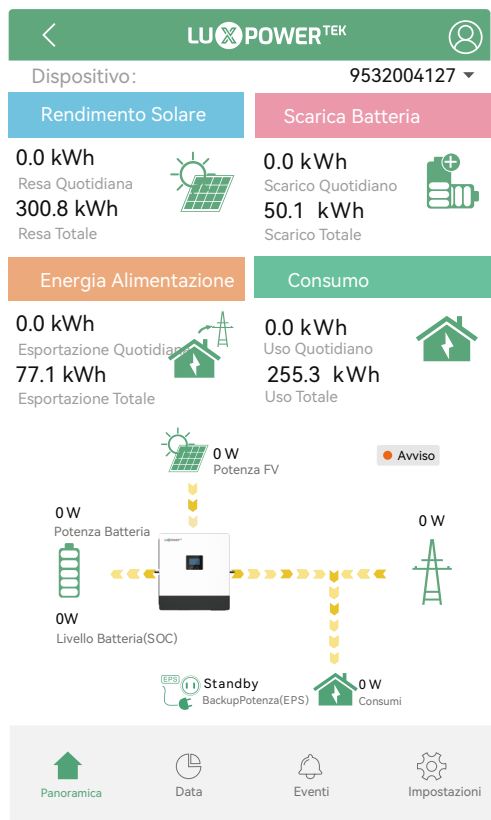 LUXPOWERTEK
Dispositivo: 9532004127
Rendimento Solare
Scarica Batteria
0.0 kWh
Resa Quotidiana
300.8 kWh
Resa Totale
0.0 kWh
Scarico Quotidiano
50.1 kWh
Scarico Totale
Energia Alimentazione
Consumo
0.0 kWh
Esportazione Quotidiana
77.1 kWh
Esportazione Totale
0.0 kWh
Uso Quotidiano
255.3 kWh
Uso Totale
0 W
Potenza FV
Avviso
0 W
Potenza Batteria
0 W
0W
Livello Batteria(SOC)
EPS
Standby
BackupPotenza(EPS)
0 W
Consumi
Panoramica
Data
Eventi
Impostazioni